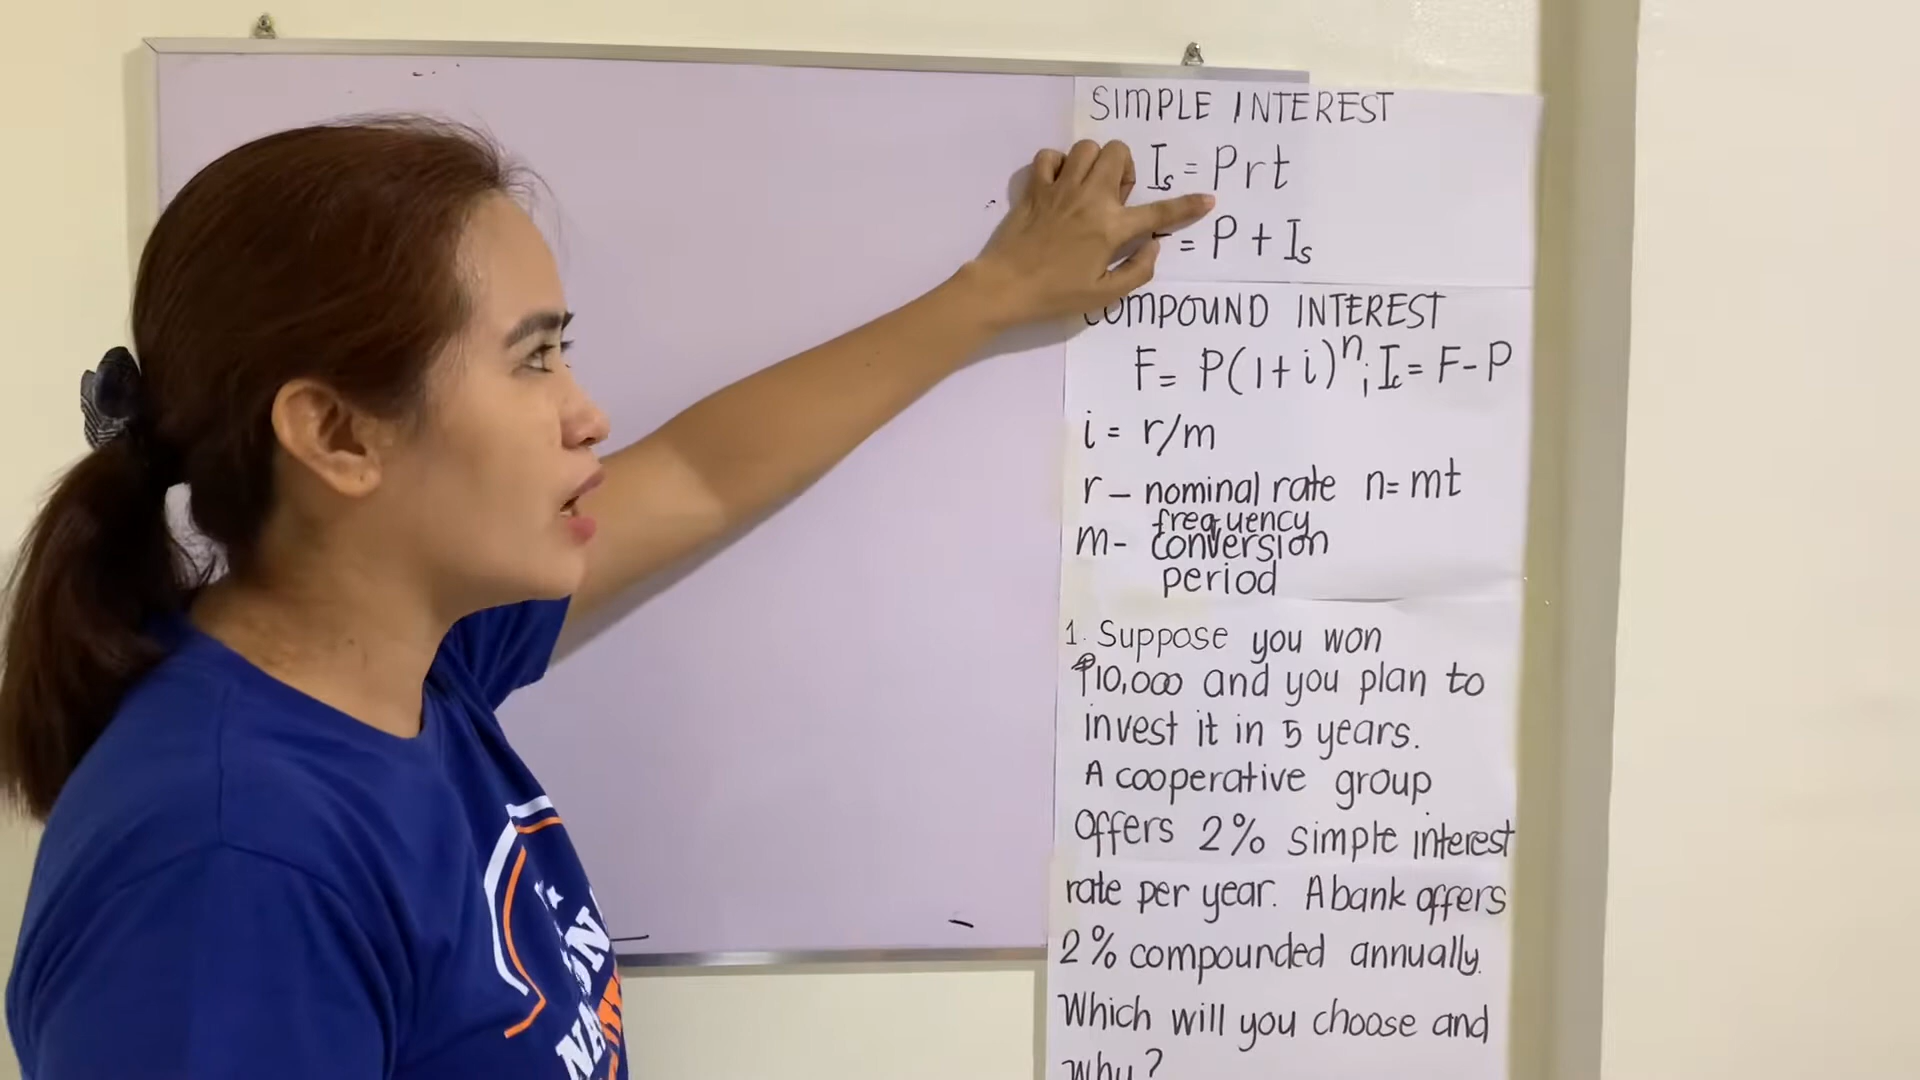 SIMPLE INTEREST
Is = Prt
= P + Is
COMPOUND INTEREST
F = P(1+i)^n; Ic = F-P
i = r/m
r – nominal rate n = mt
m- frequency
conversion
period
1. Suppose you won
₱10,000 and you plan to
invest it in 5 years.
A cooperative group
offers 2% simple interest
rate per year. A bank offers
2% compounded annually.
Which will you choose and
why?